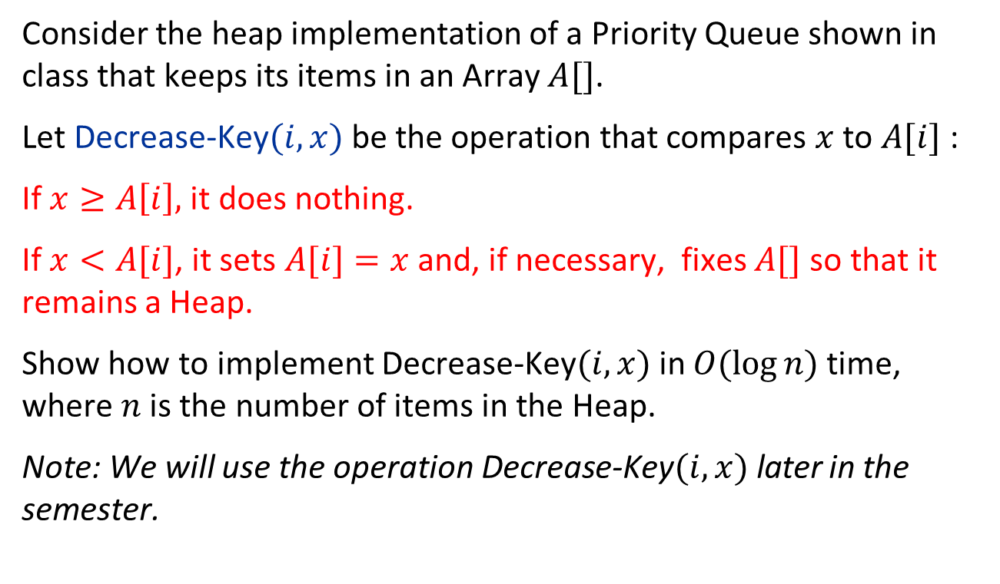 Consider the heap implementation of a Priority Queue shown in
class that keeps its items in an Array A[].
Let Decrease-Key(i, x) be the operation that compares x to A[i] :
If x ≥ A[i], it does nothing.
If x < A[i], it sets A[i] = x and, if necessary, fixes A[] so that it
remains a Heap.
Show how to implement Decrease-Key(i, x) in O(log n) time,
where n is the number of items in the Heap.
Note: We will use the operation Decrease-Key(i, x) later in the
semester.